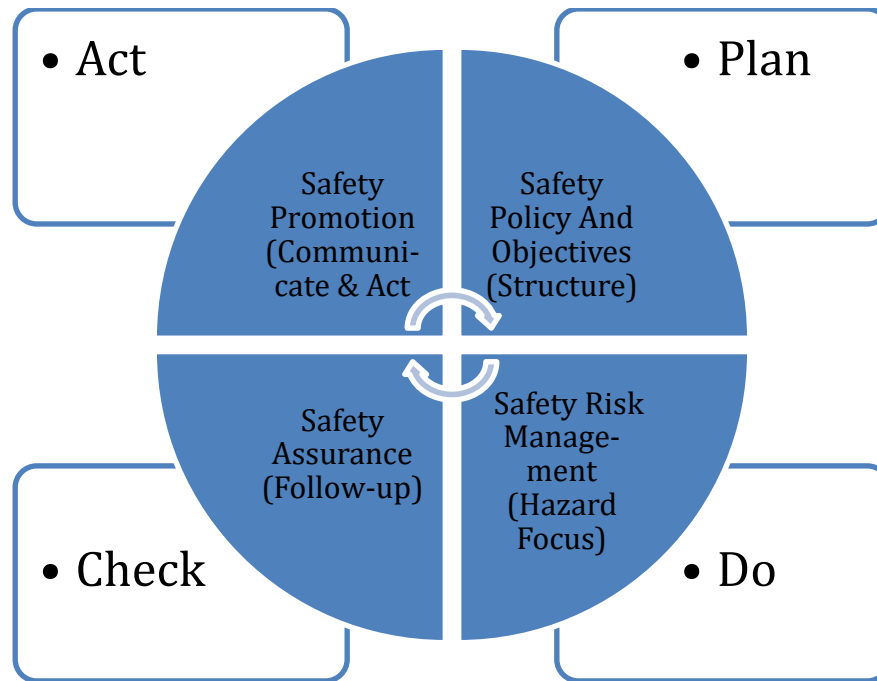 • Act
• Plan
Safety
Promotion
(Communi-
cate & Act
Safety
Policy And
Objectives
(Structure)
Safety
Assurance
(Follow-up)
Safety Risk
Manage-
ment
(Hazard
Focus)
• Check
• Do